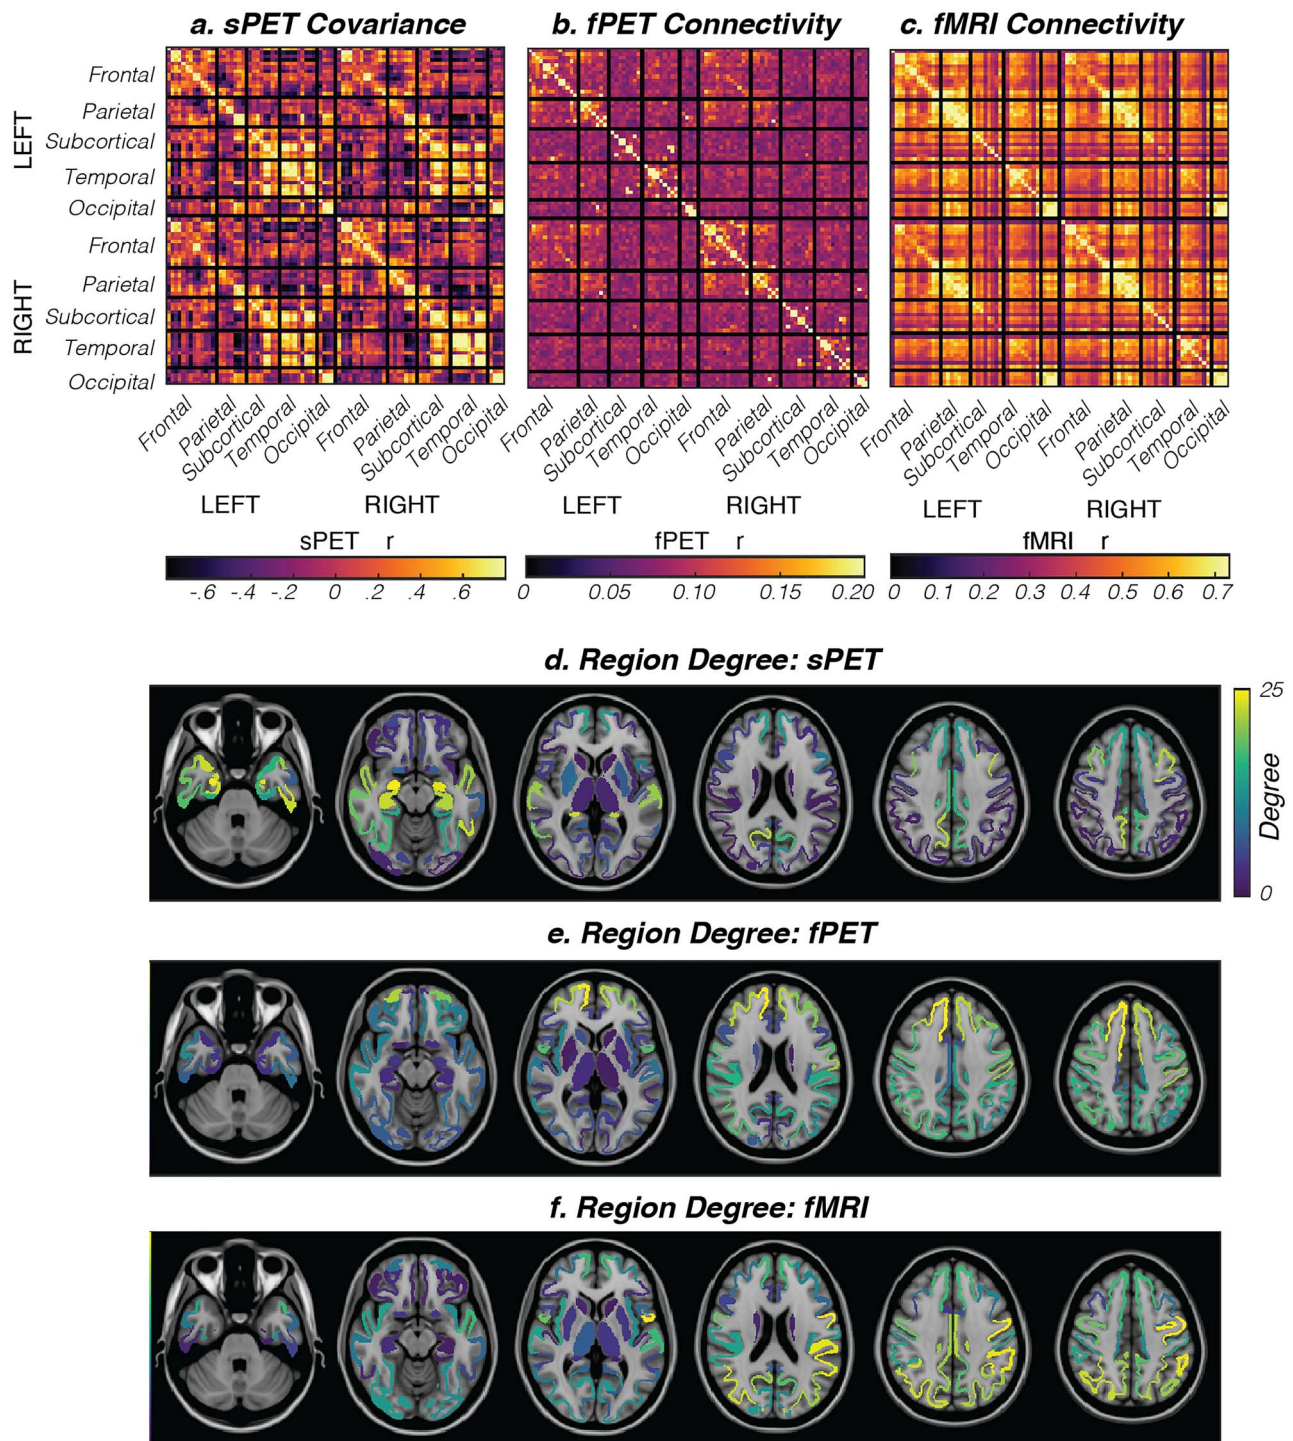 a. sPET Covariance
b. fPET Connectivity
c. fMRI Connectivity
LEFT
Frontal
Parietal
Subcortical
Temporal
Occipital
RIGHT
Frontal
Parietal
Subcortical
Temporal
Occipital
Frontal Parietal Subcortical Temporal Occipital Frontal Parietal Subcortical Temporal Occipital
LEFT RIGHT
Frontal Parietal Subcortical Temporal Occipital Frontal Parietal Subcortical Temporal Occipital
LEFT RIGHT
Frontal Parietal Subcortical Temporal Occipital Frontal Parietal Subcortical Temporal Occipital
LEFT RIGHT
sPET r
-.6 -.4 -.2 0 .2 .4 .6
fPET r
0 0.05 0.10 0.15 0.20
fMRI r
0 0.1 0.2 0.3 0.4 0.5 0.6 0.7
d. Region Degree: sPET
25
Degree
0
e. Region Degree: fPET
f. Region Degree: fMRI